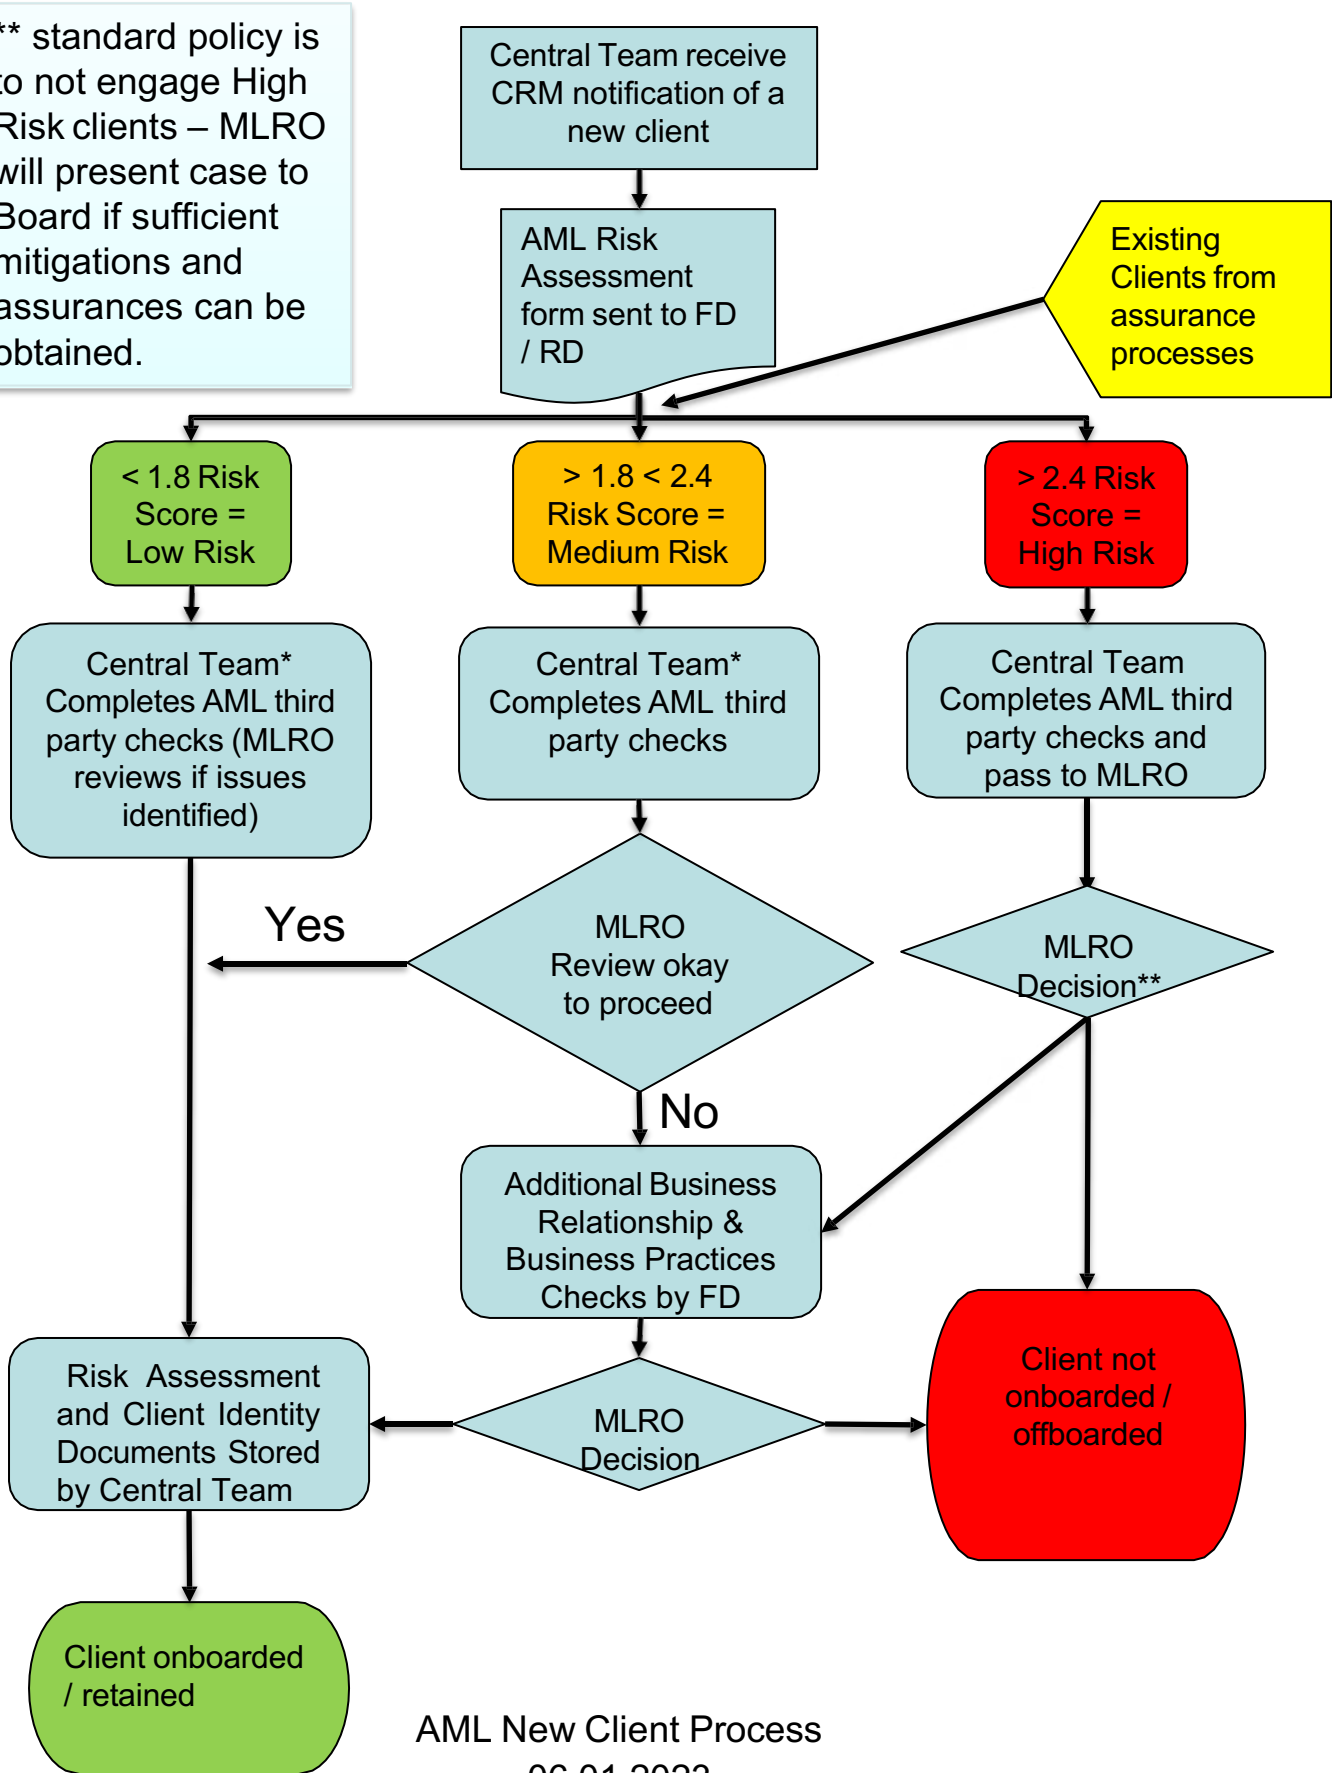 ** standard policy is
to not engage High
Risk clients – MLRO
will present case to
Board if sufficient
mitigations and
assurances can be
obtained.
Central Team receive
CRM notification of a
new client
AML Risk
Assessment
form sent to FD
/ RD
Existing
Clients from
assurance
processes
< 1.8 Risk
Score =
Low Risk
> 1.8 < 2.4
Risk Score =
Medium Risk
> 2.4 Risk
Score =
High Risk
Central Team*
Completes AML third
party checks (MLRO
reviews if issues
identified)
Central Team*
Completes AML third
party checks
Central Team
Completes AML third
party checks and
pass to MLRO
Yes
MLRO
Review okay
to proceed
MLRO
Decision**
No
Additional Business
Relationship &
Business Practices
Checks by FD
Risk Assessment
and Client Identity
Documents Stored
by Central Team
MLRO
Decision
Client not
onboarded /
offboarded
Client onboarded
/ retained
AML New Client Process